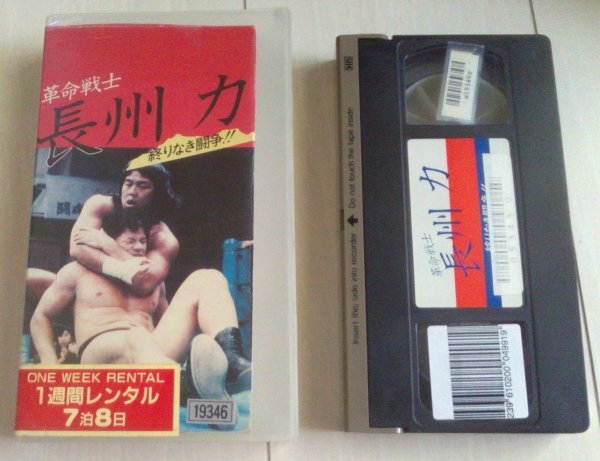 革命戦士
長州 力
終りなき闘争!!
ONE WEEK RENTAL
1週間レンタル
7泊8日
19346
VHS
Insert this side into recorder
Do not touch the tape inside
革命戦士
長州 力
239610200049919